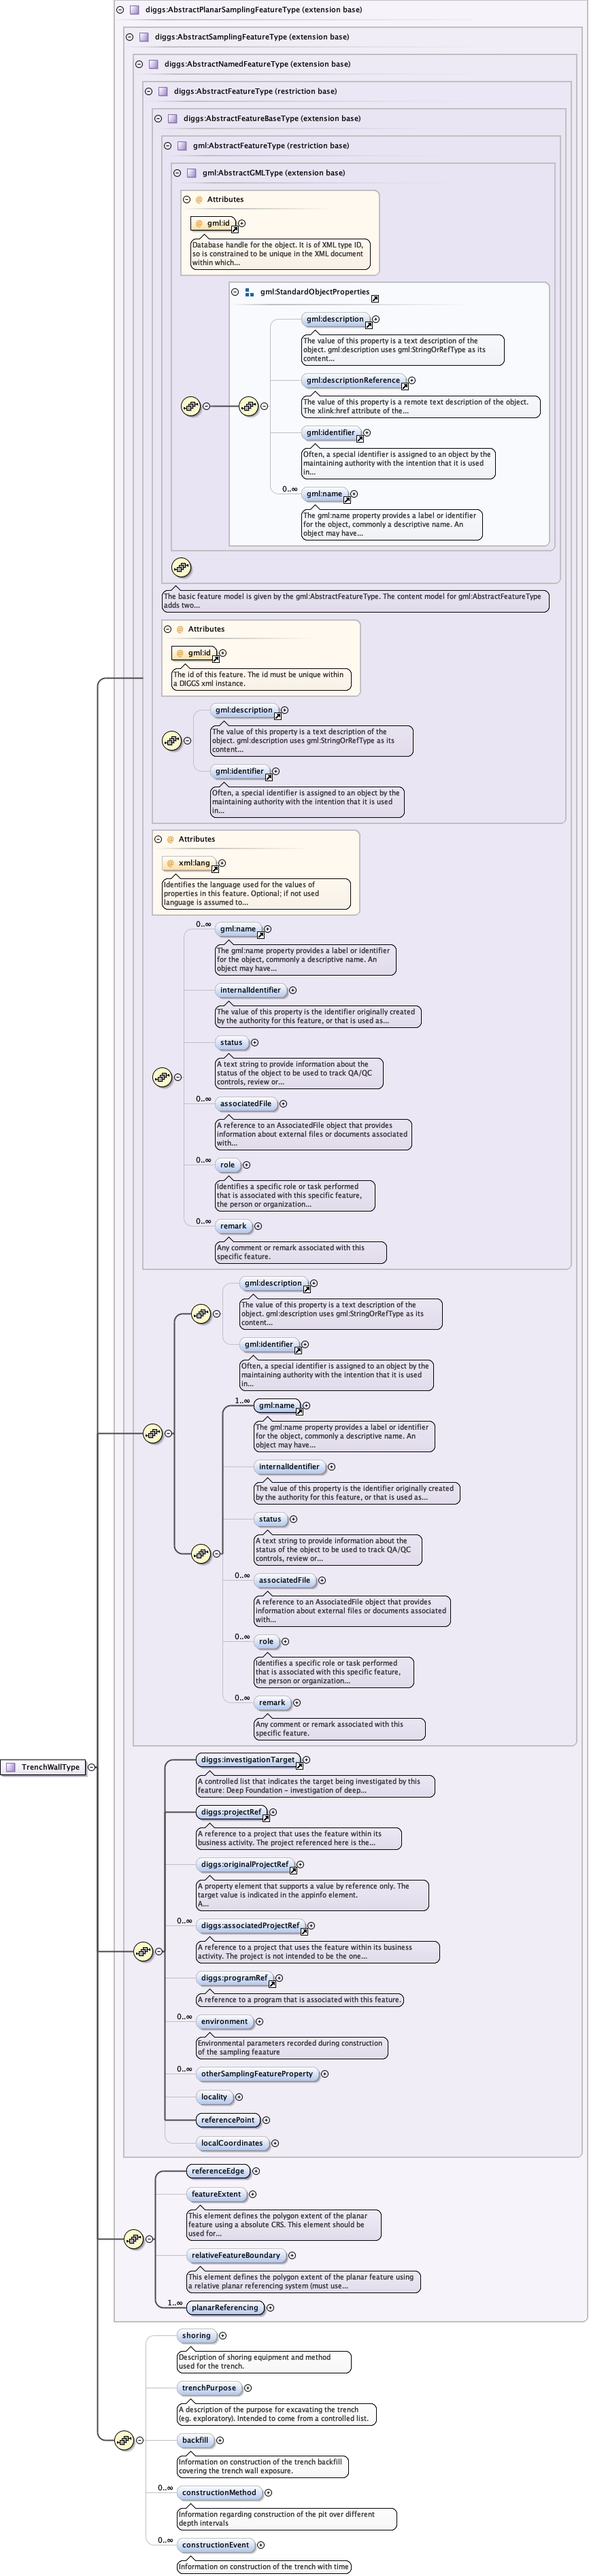 diggs:AbstractPlanarSamplingFeatureType (extension base)
diggs:AbstractSamplingFeatureType (extension base)
diggs:AbstractNamedFeatureType (extension base)
diggs:AbstractFeatureType (restriction base)
diggs:AbstractFeatureBaseType (extension base)
gml:AbstractFeatureType (restriction base)
gml:AbstractGMLType (extension base)
@ Attributes
@ gml:id
Database handle for the object. It is of XML type ID,
so is constrained to be unique in the XML document
within which...
gml:StandardObjectProperties
gml:description
The value of this property is a text description of the
object. gml:description uses gml:StringOrRefType as its
content...
gml:descriptionReference
The value of this property is a remote text description of the object.
The xlink:href attribute of the...
gml:identifier
Often, a special identifier is assigned to an object by the
maintaining authority with the intention that it is used
in...
0..∞
gml:name
The gml:name property provides a label or identifier
for the object, commonly a descriptive name. An
object may have...
The basic feature model is given by the gml:AbstractFeatureType. The content model for gml:AbstractFeatureType
adds two...
@ Attributes
@ gml:id
The id of this feature. The id must be unique within
a DIGGS xml instance.
gml:description
The value of this property is a text description of the
object. gml:description uses gml:StringOrRefType as its
content...
gml:identifier
Often, a special identifier is assigned to an object by the
maintaining authority with the intention that it is used
in...
@ Attributes
@ xml:lang
Identifies the language used for the values of
properties in this feature. Optional; if not used
language is assumed to...
0..∞
gml:name
The gml:name property provides a label or identifier
for the object, commonly a descriptive name. An
object may have...
internalIdentifier
The value of this property is the identifier originally created
by the authority for this feature, or that is used as...
status
A text string to provide information about the
status of the object to be used to track QA/QC
controls, review or...
0..∞
associatedFile
A reference to an AssociatedFile object that provides
information about external files or documents associated
with...
0..∞
role
Identifies a specific role or task performed
that is associated with this specific feature,
the person or organization...
0..∞
remark
Any comment or remark associated with this
specific feature.
gml:description
The value of this property is a text description of the
object. gml:description uses gml:StringOrRefType as its
content...
gml:identifier
Often, a special identifier is assigned to an object by the
maintaining authority with the intention that it is used
in...
1..∞
gml:name
The gml:name property provides a label or identifier
for the object, commonly a descriptive name. An
object may have...
internalIdentifier
The value of this property is the identifier originally created
by the authority for this feature, or that is used as...
status
A text string to provide information about the
status of the object to be used to track QA/QC
controls, review or...
0..∞
associatedFile
A reference to an AssociatedFile object that provides
information about external files or documents associated
with...
0..∞
role
Identifies a specific role or task performed
that is associated with this specific feature,
the person or organization...
0..∞
remark
Any comment or remark associated with this
specific feature.
TrenchWallType
diggs:investigationTarget
A controlled list that indicates the target being investigated by this
feature: Deep Foundation - investigation of deep...
diggs:projectRef
A reference to a project that uses the feature within its
business activity. The project referenced here is the...
diggs:originalProjectRef
A property element that supports a value by reference only. The
target value is indicated in the appinfo element.
A...
0..∞
diggs:associatedProjectRef
A reference to a project that uses the feature within its business
activity. The project is not intended to be the one...
diggs:programRef
A reference to a program that is associated with this feature.
0..∞
environment
Environmental parameters recorded during construction
of the sampling feaature
0..∞
otherSamplingFeatureProperty
locality
referencePoint
localCoordinates
referenceEdge
featureExtent
This element defines the polygon extent of the planar
feature using a absolute CRS. This element should be
used for...
relativeFeatureBoundary
This element defines the polygon extent of the planar feature using
a relative planar referencing system (must use...
1..∞
planarReferencing
shoring
Description of shoring equipment and method
used for the trench.
trenchPurpose
A description of the purpose for excavating the trench
(eg. exploratory). Intended to come from a controlled list.
backfill
Information on construction of the trench backfill
covering the trench wall exposure.
0..∞
constructionMethod
Information regarding construction of the pit over different
depth intervals
0..∞
constructionEvent
Information on construction of the trench with time